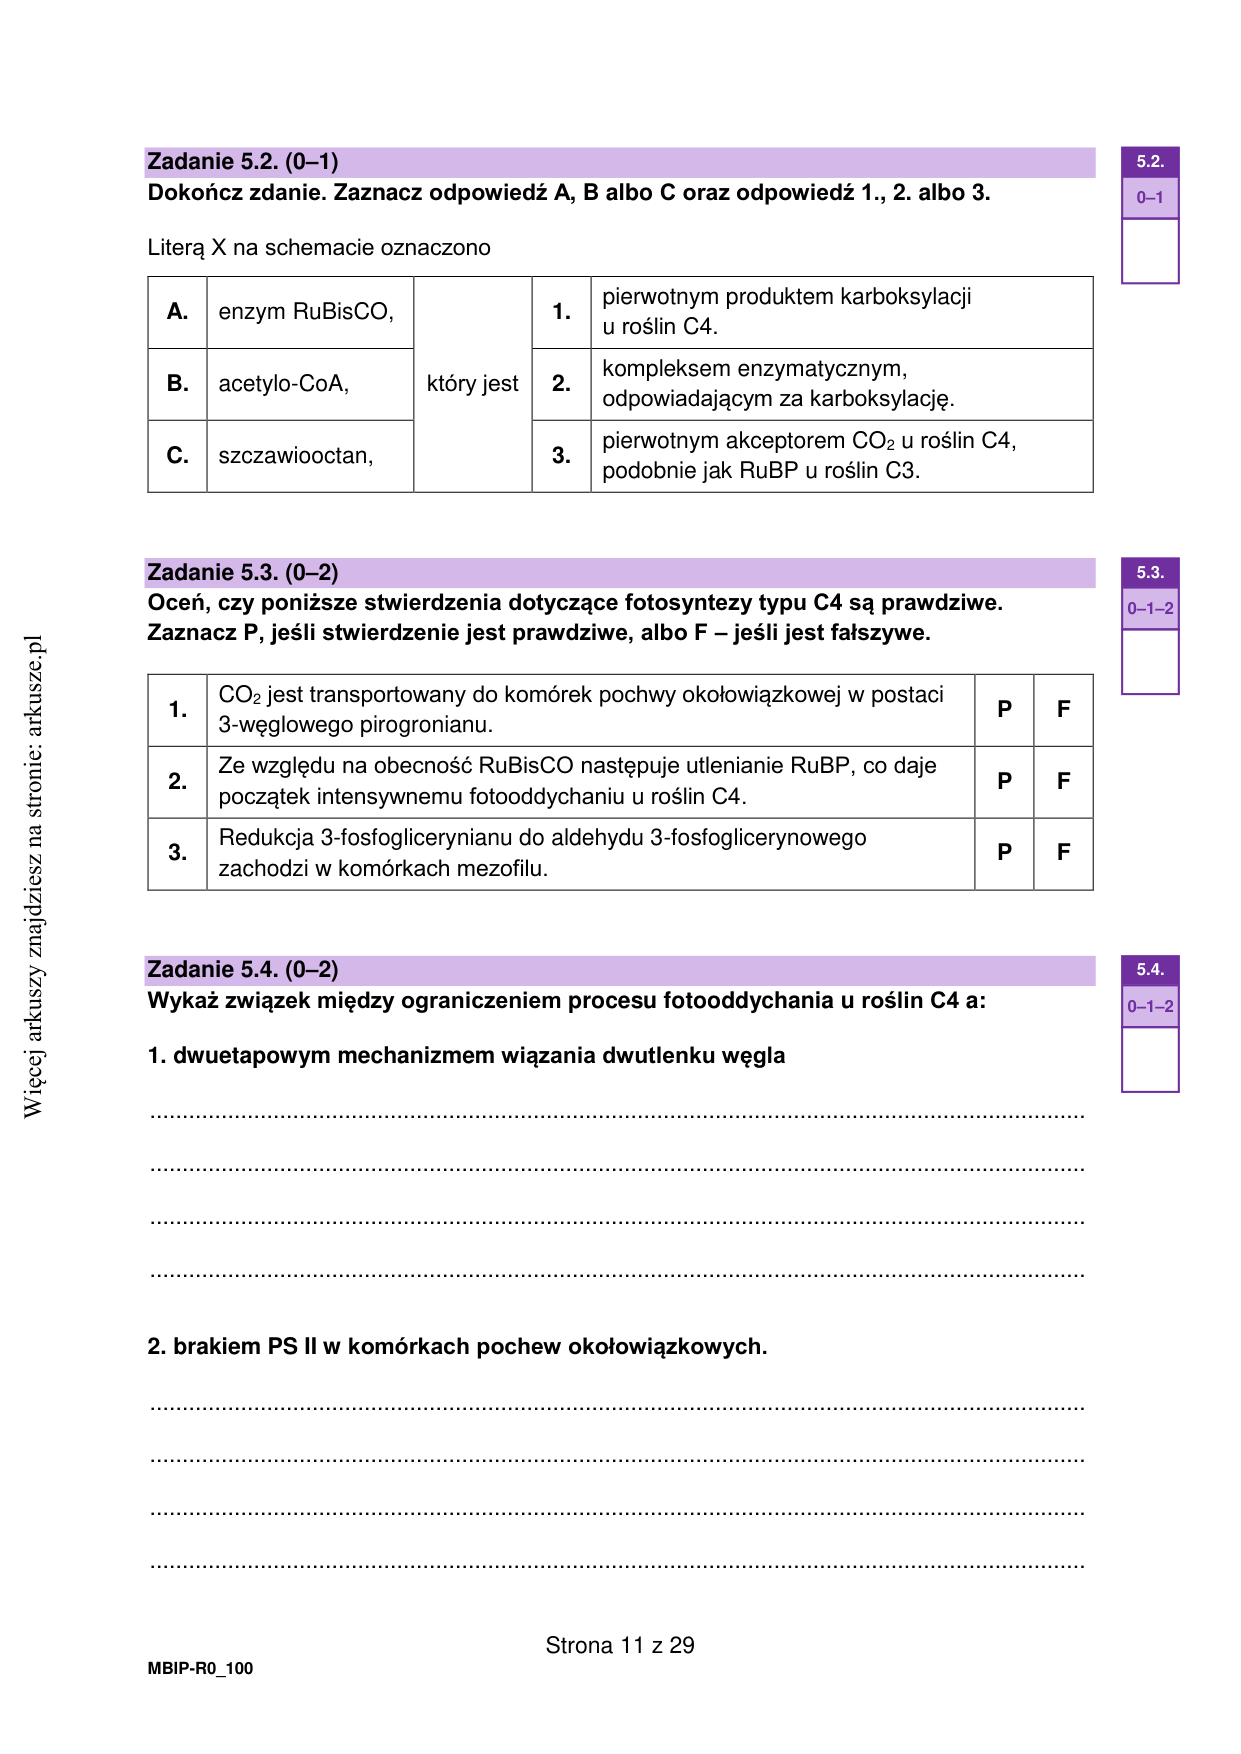 Zadanie 5.2. (0–1)
Dokończ zdanie. Zaznacz odpowiedź A, B albo C oraz odpowiedź 1., 2. albo 3.
5.2.
0–1
Literą X na schemacie oznaczono
A. enzym RuBisCO,
B. acetylo-CoA,
C. szczawiooctan,
który jest
1. pierwotnym produktem karboksylacji
u roślin C4.
2. kompleksem enzymatycznym,
odpowiadającym za karboksylację.
3. pierwotnym akceptorem CO₂ u roślin C4,
podobnie jak RuBP u roślin C3.
Zadanie 5.3. (0–2)
Oceń, czy poniższe stwierdzenia dotyczące fotosyntezy typu C4 są prawdziwe.
Zaznacz P, jeśli stwierdzenie jest prawdziwe, albo F – jeśli jest fałszywe.
5.3.
0–1–2
1. CO₂ jest transportowany do komórek pochwy okołowiązkowej w postaci
3-węglowego pirogronianu. P F
2. Ze względu na obecność RuBisCO następuje utlenianie RuBP, co daje
początek intensywnemu fotooddychaniu u roślin C4. P F
3. Redukcja 3-fosfoglicerynianu do aldehydu 3-fosfoglicerynowego
zachodzi w komórkach mezofilu. P F
Zadanie 5.4. (0–2)
Wykaż związek między ograniczeniem procesu fotooddychania u roślin C4 a:
5.4.
0–1–2
1. dwuetapowym mechanizmem wiązania dwutlenku węgla
2. brakiem PS II w komórkach pochew okołowiązkowych.
Strona 11 z 29
MBIP-R0_100
Więcej arkuszy znajdziesz na stronie: arkusze.pl